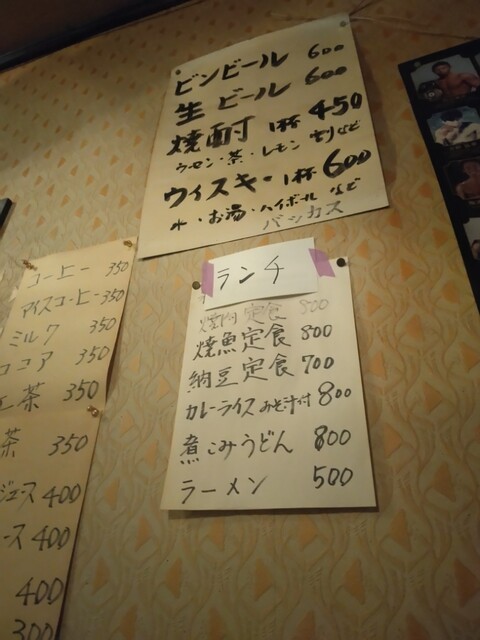 ビンビール 600
生ビール 600
焼酎 1杯 450
ウーロン・茶・レモン 割りなど
ウイスキー 1杯 600
水・お湯・ハイボール など
バッカス
ランチ
焼肉定食 800
焼魚定食 800
納豆定食 700
カレーライス みそ汁付 800
煮こみうどん 800
ラーメン 500
コーヒー 350
アイスコーヒー 350
ミルク 350
ココア 350
茶 350
茶 350
ジュース 400
ース 400
400
300